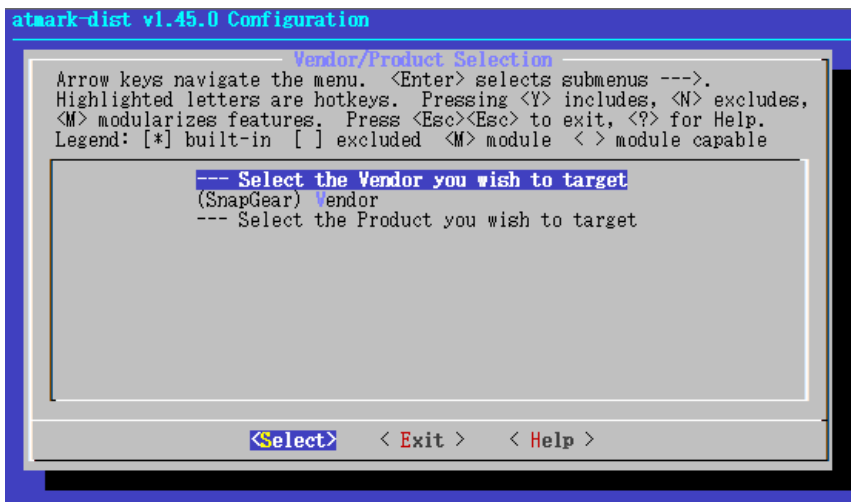 atmark-dist v1.45.0 Configuration
Vendor/Product Selection
Arrow keys navigate the menu. <Enter> selects submenus --->.
Highlighted letters are hotkeys. Pressing <Y> includes, <N> excludes,
<M> modularizes features. Press <Esc><Esc> to exit, <?> for Help.
Legend: [*] built-in [ ] excluded <M> module < > module capable
--- Select the Vendor you wish to target
(SnapGear) Vendor
--- Select the Product you wish to target
<Select> < Exit > < Help >